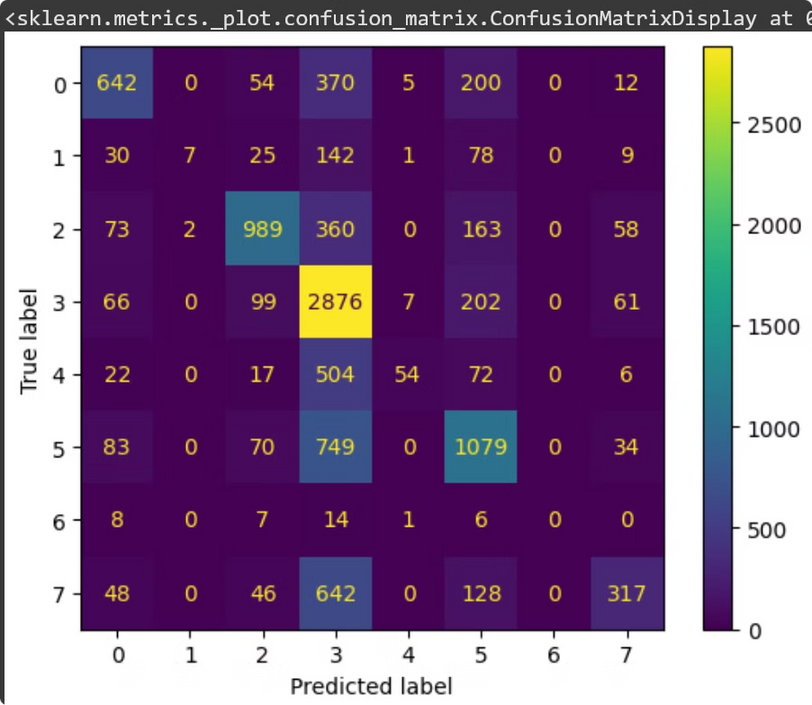 <sklearn.metrics._plot.confusion_matrix.ConfusionMatrixDisplay at
0 642 0 54 370 5 200 0 12
1 30 7 25 142 1 78 0 9
2 73 2 989 360 0 163 0 58
3 66 0 99 2876 7 202 0 61
4 22 0 17 504 54 72 0 6
5 83 0 70 749 0 1079 0 34
6 8 0 7 14 1 6 0 0
7 48 0 46 642 0 128 0 317
0 1 2 3 4 5 6 7
Predicted label
True label
2500
2000
1500
1000
500
0